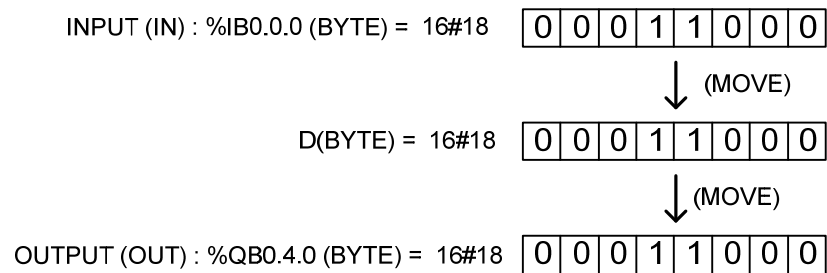 INPUT (IN) : %IB0.0.0 (BYTE) = 16#18 0 0 0 1 1 0 0 0
(MOVE)
D(BYTE) = 16#18 0 0 0 1 1 0 0 0
(MOVE)
OUTPUT (OUT) : %QB0.4.0 (BYTE) = 16#18 0 0 0 1 1 0 0 0